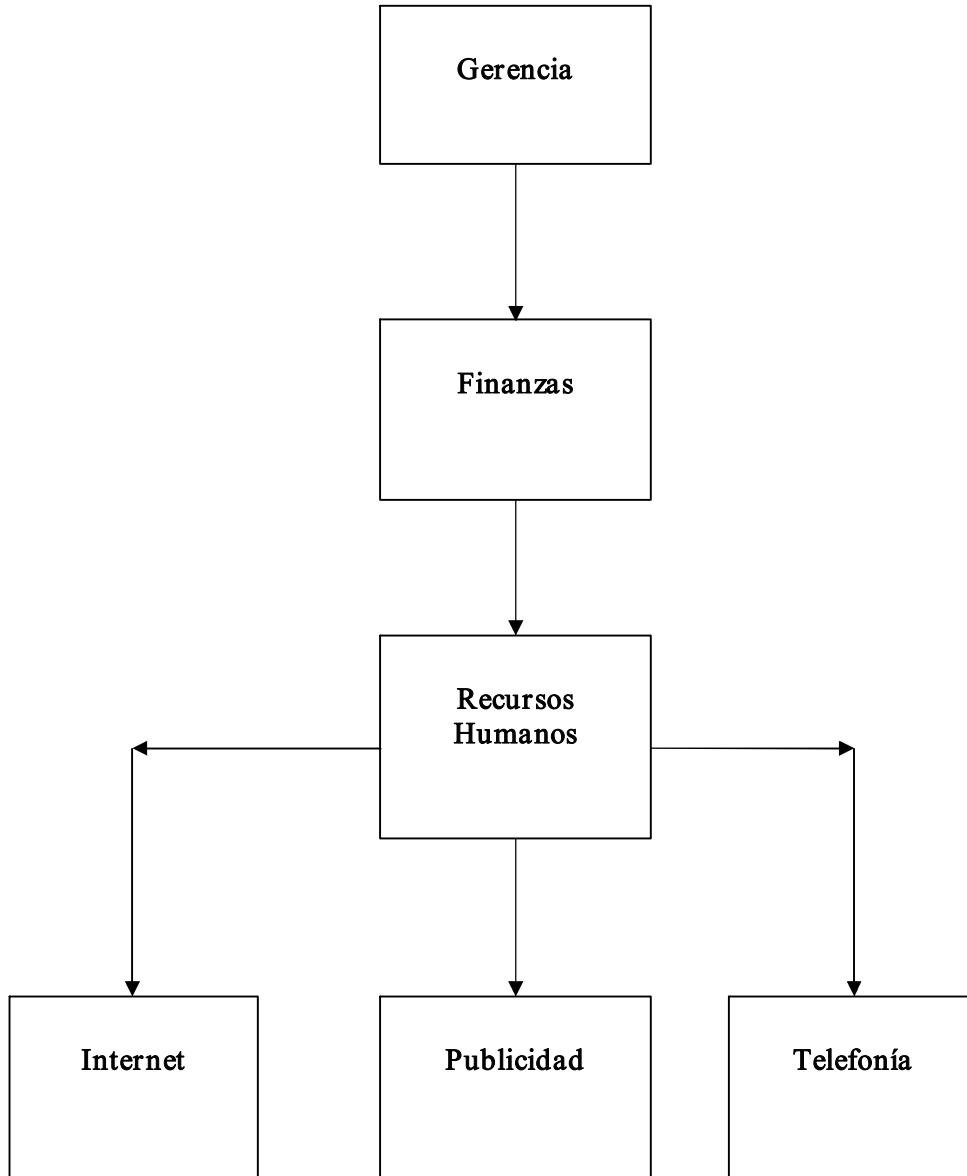 Gerencia
Finanzas
Recursos
Humanos
Internet
Publicidad
Telefonía